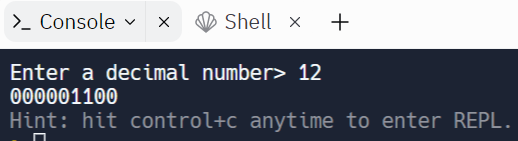 >_ Console
Shell
Enter a decimal number> 12
000001100
Hint: hit control+c anytime to enter REPL.